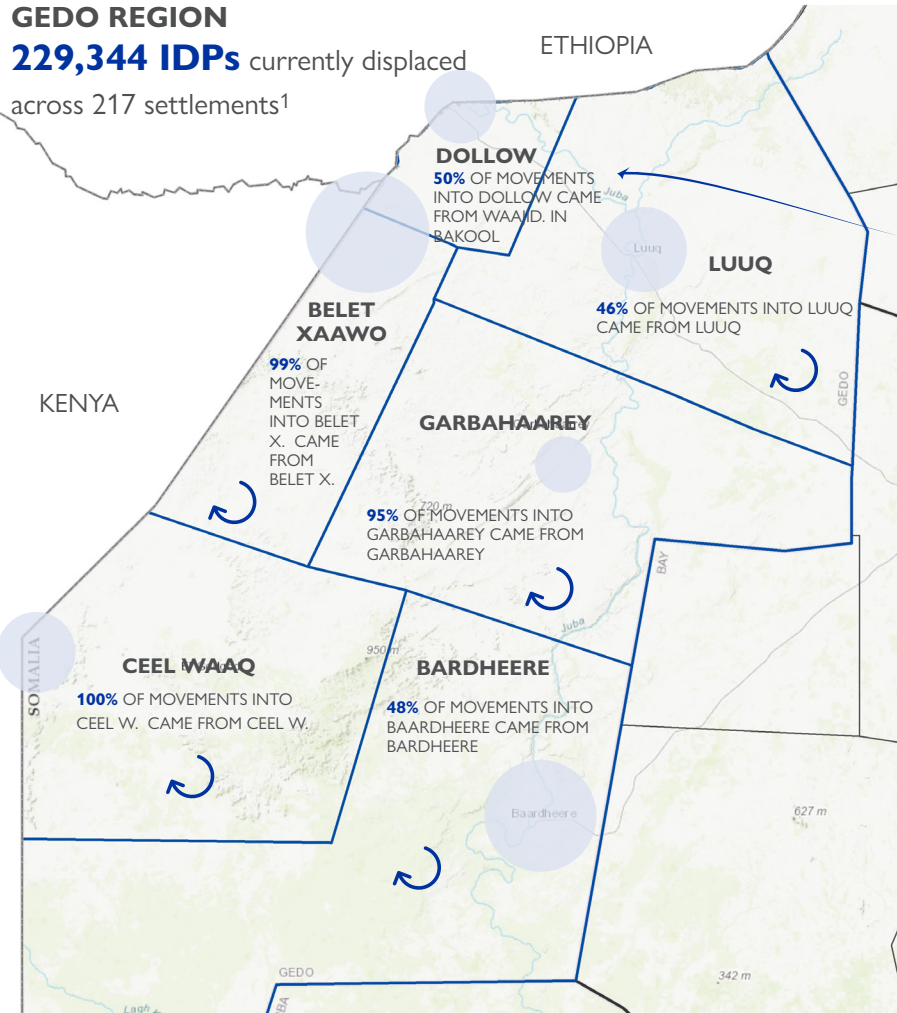 GEDO REGION
229,344 IDPs currently displaced
across 217 settlements1
ETHIOPIA
DOLLOW
50% OF MOVEMENTS
INTO DOLLOW CAME
FROM WAAJID. IN
BAKOOL
Juba
Luuq
LUUQ
46% OF MOVEMENTS INTO LUUQ
CAME FROM LUUQ
GEDO
BELET
XAAWO
99% OF
MOVE-
MENTS
INTO BELET
X. CAME
FROM
BELET X.
KENYA
GARBAHAAREY
720 m
95% OF MOVEMENTS INTO
GARBAHAAREY CAME FROM
GARBAHAAREY
BAY
Juba
950 m
SOMALIA
CEEL WAAQ
100% OF MOVEMENTS INTO
CEEL W. CAME FROM CEEL W.
BARDHEERE
48% OF MOVEMENTS INTO
BAARDHEERE CAME FROM
BARDHEERE
Baardheere
627 m
GEDO
342 m
Lagh